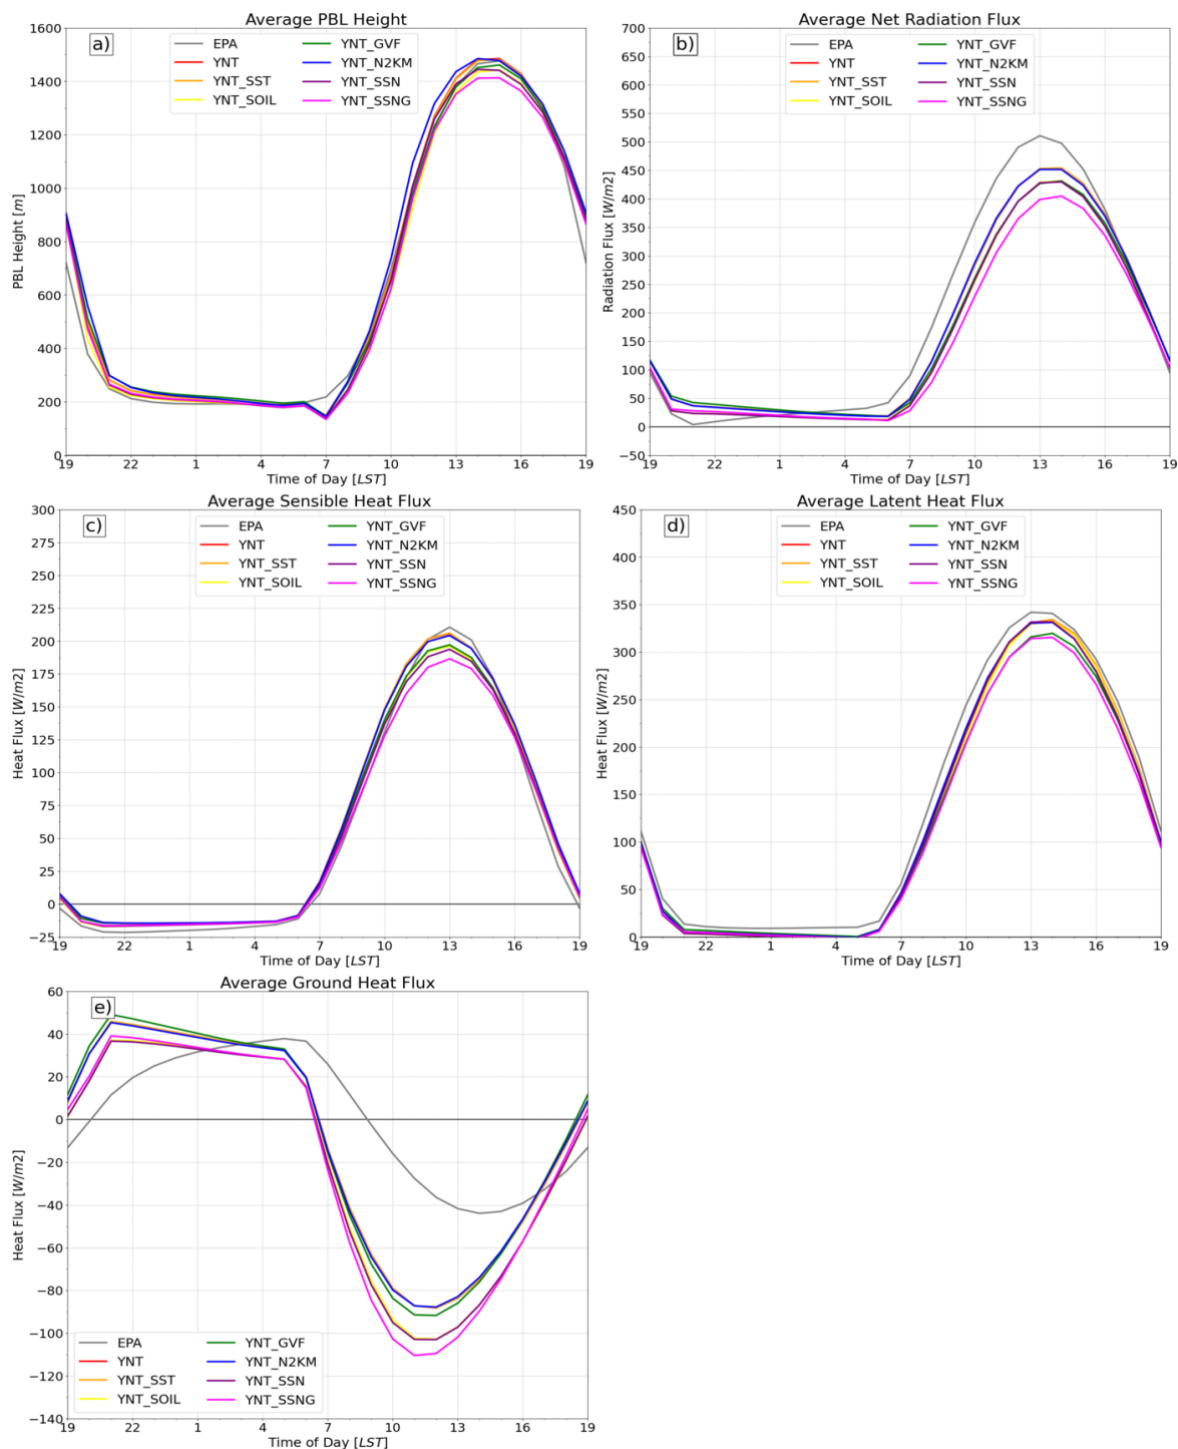 Average PBL Height
a)
EPA
YNT
YNT_SST
YNT_SOIL
YNT_GVF
YNT_N2KM
YNT_SSN
YNT_SSNG
PBL Height [m]
1600
1400
1200
1000
800
600
400
200
0
19 22 1 4 7 10 13 16 19
Time of Day [LST]
Average Net Radiation Flux
b)
EPA
YNT
YNT_SST
YNT_SOIL
YNT_GVF
YNT_N2KM
YNT_SSN
YNT_SSNG
Radiation Flux [W/m2]
700
650
600
550
500
450
400
350
300
250
200
150
100
50
0
−50
19 22 1 4 7 10 13 16 19
Time of Day [LST]
Average Sensible Heat Flux
c)
EPA
YNT
YNT_SST
YNT_SOIL
YNT_GVF
YNT_N2KM
YNT_SSN
YNT_SSNG
Heat Flux [W/m2]
300
275
250
225
200
175
150
125
100
75
50
25
0
−25
19 22 1 4 7 10 13 16 19
Time of Day [LST]
Average Latent Heat Flux
d)
EPA
YNT
YNT_SST
YNT_SOIL
YNT_GVF
YNT_N2KM
YNT_SSN
YNT_SSNG
Heat Flux [W/m2]
450
400
350
300
250
200
150
100
50
0
19 22 1 4 7 10 13 16 19
Time of Day [LST]
Average Ground Heat Flux
e)
Heat Flux [W/m2]
60
40
20
0
−20
−40
−60
−80
−100
−120
−140
EPA
YNT
YNT_SST
YNT_SOIL
YNT_GVF
YNT_N2KM
YNT_SSN
YNT_SSNG
19 22 1 4 7 10 13 16 19
Time of Day [LST]